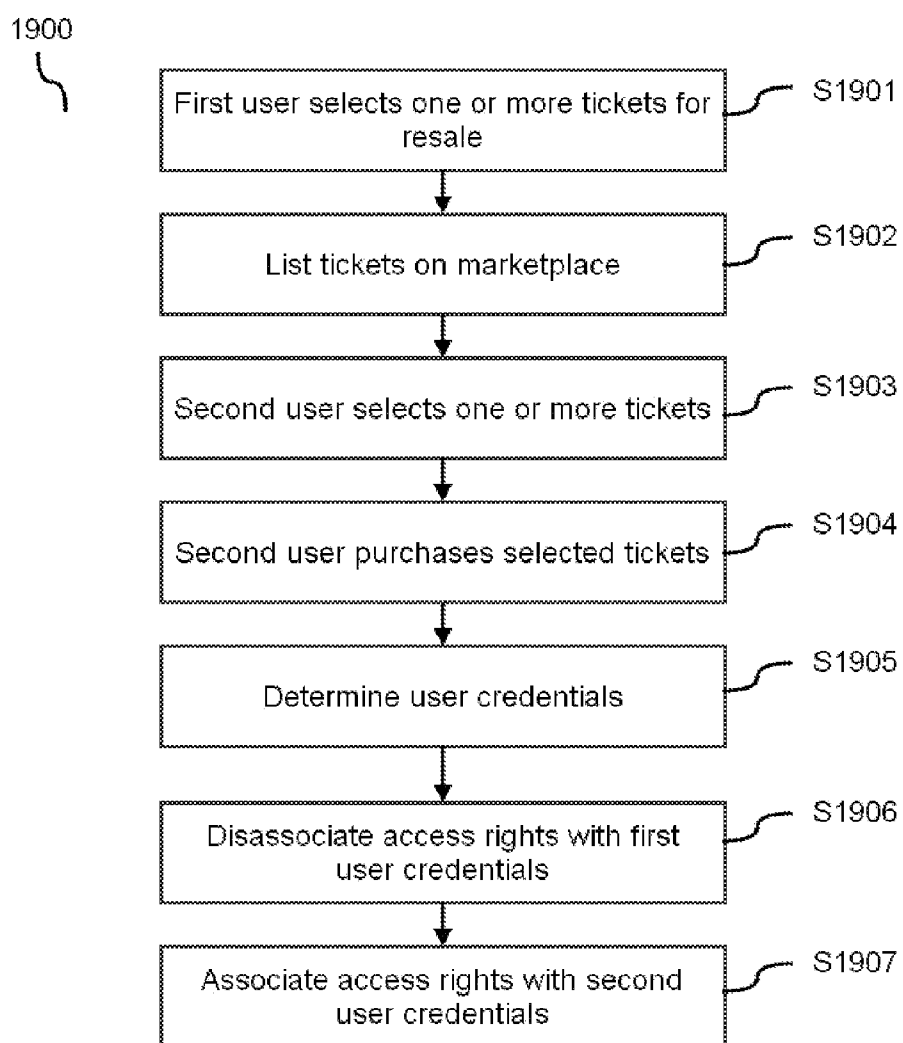 1900
First user selects one or more tickets for
resale
S1901
List tickets on marketplace
S1902
Second user selects one or more tickets
S1903
Second user purchases selected tickets
S1904
Determine user credentials
S1905
Disassociate access rights with first
user credentials
S1906
Associate access rights with second
user credentials
S1907